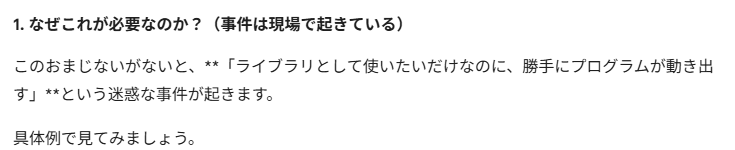 1. なぜこれが必要なのか？（事件は現場で起きている）
このおまじないがないと、**「ライブラリとして使いたいだけなのに、勝手にプログラムが動き出
す」**という迷惑な事件が起きます。
具体例で見てみましょう。